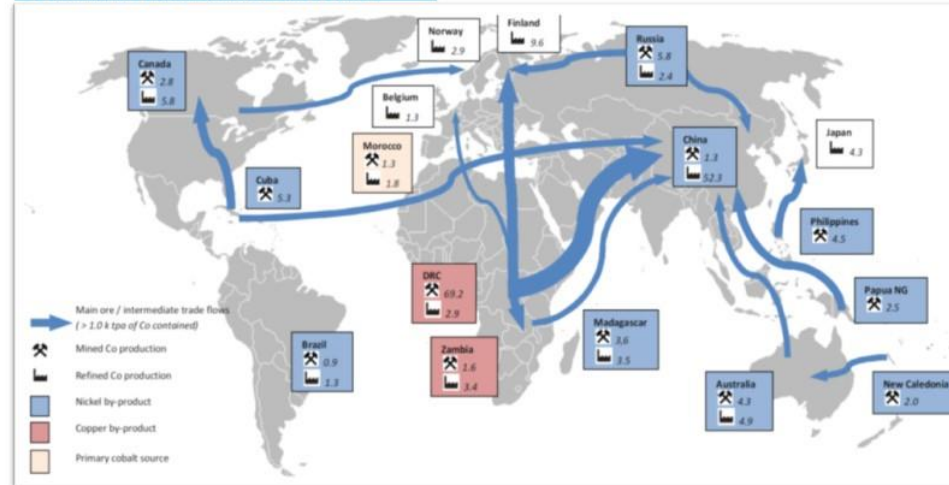 Norway
2.9
Finland
9.6
Russia
5.8
2.4
Canada
2.8
5.8
Belgium
1.3
Japan
4.3
China
1.3
52.3
Morocco
1.3
1.8
Cuba
5.3
Philippines
4.5
DRC
69.2
2.9
Papua NG
2.5
Main ore / intermediate trade flows
( > 1.0 k tpa of Co contained)
Mined Co production
Refined Co production
Nickel by-product
Copper by-product
Primary cobalt source
Brazil
0.9
1.3
Zambia
1.6
3.4
Madagascar
3,6
3.5
Australia
4.3
4.9
New Caledonia
2.0